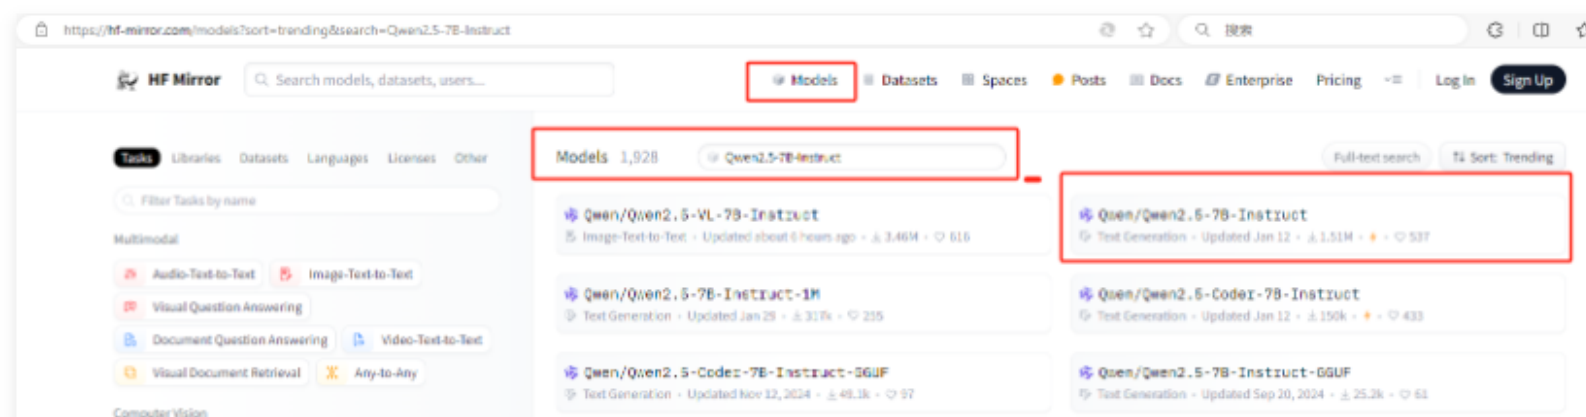 https://hf-mirror.com/models?sort=trending&search=Qwen2.5-7B-Instruct
搜索
HF Mirror
Search models, datasets, users...
Models
Datasets
Spaces
Posts
Docs
Enterprise
Pricing
Log In
Sign Up
Tasks Libraries Datasets Languages Licenses Other
Filter Tasks by name
Multimodal
Audio-Text-to-Text Image-Text-to-Text
Visual Question Answering
Document Question Answering Video-Text-to-Text
Visual Document Retrieval Any-to-Any
Computer Vision
Models 1,928
Qwen2.5-7B-Instruct
Full-text search
Sort: Trending
Qwen/Qwen2.5-VL-7B-Instruct
Image-Text-to-Text • Updated about 6 hours ago • 3.46M • 616
Qwen/Qwen2.5-7B-Instruct
Text Generation • Updated Jan 12 • 1.51M • 537
Qwen/Qwen2.5-7B-Instruct-1M
Text Generation • Updated Jan 29 • 317k • 255
Qwen/Qwen2.5-Coder-7B-Instruct
Text Generation • Updated Jan 12 • 150k • 433
Qwen/Qwen2.5-Coder-7B-Instruct-GGUF
Text Generation • Updated Nov 12, 2024 • 49.1k • 97
Qwen/Qwen2.5-7B-Instruct-GGUF
Text Generation • Updated Sep 20, 2024 • 25.2k • 61